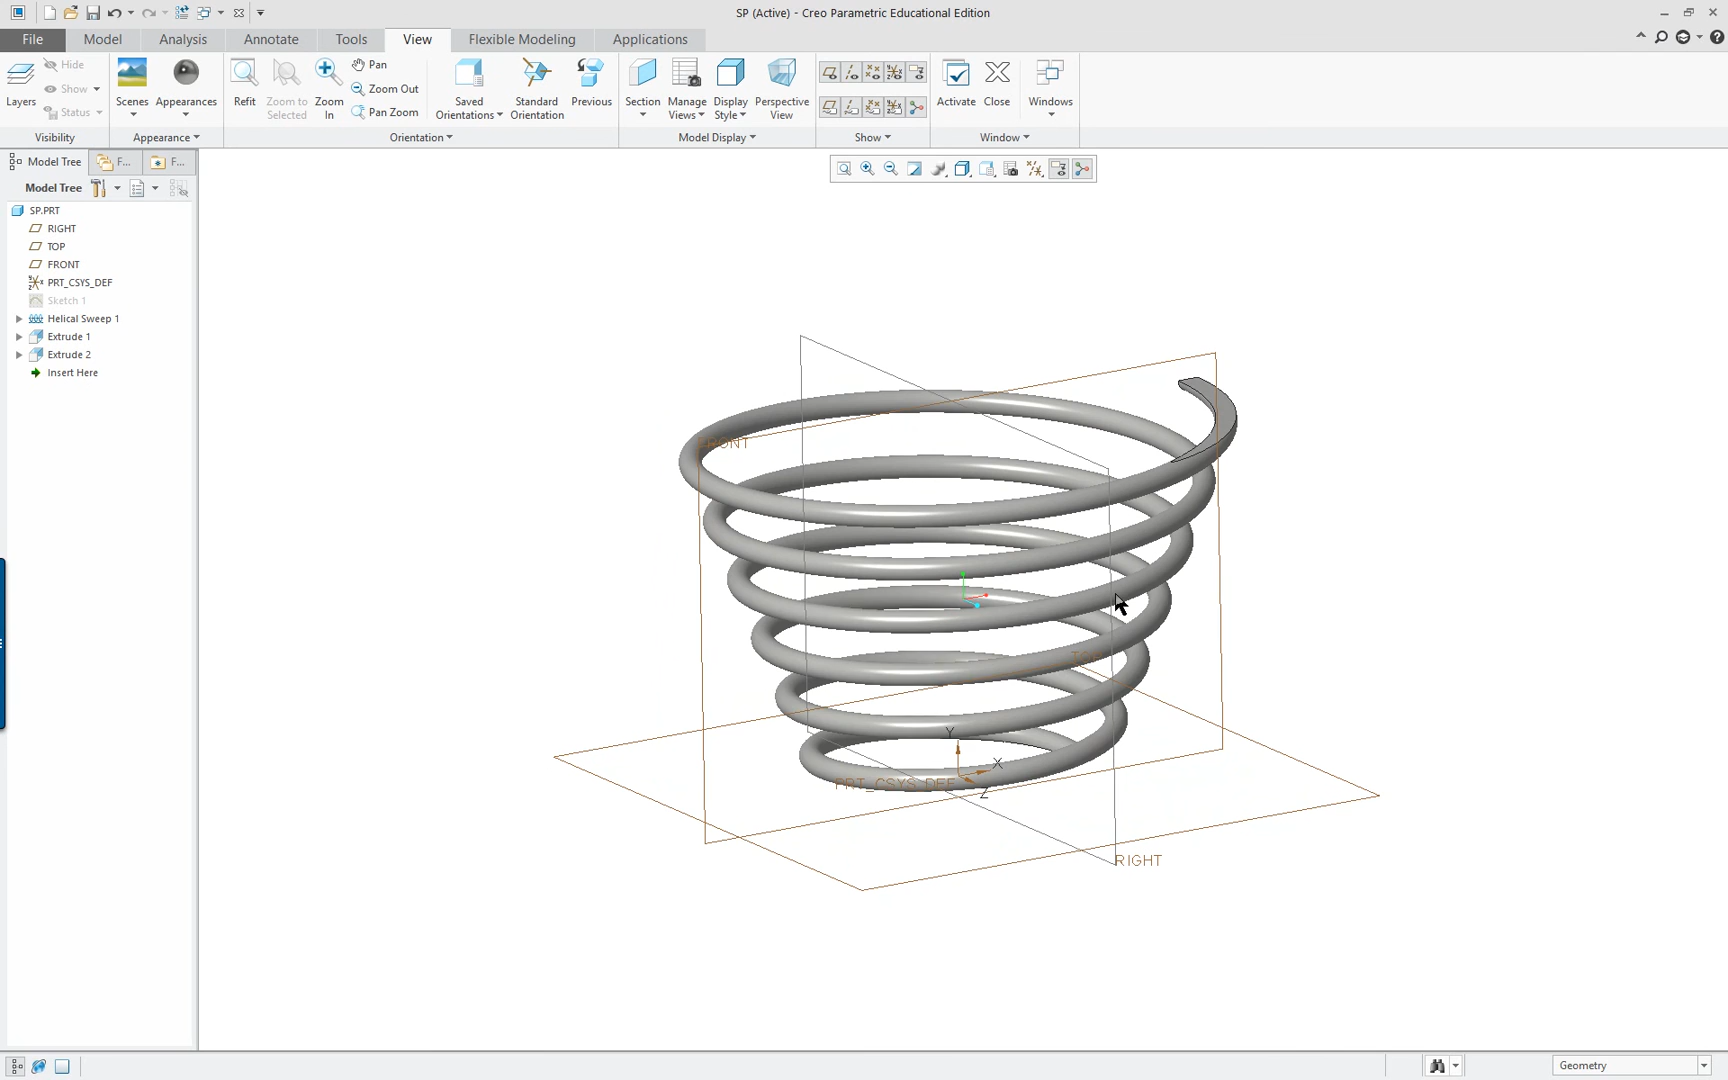 SP (Active) - Creo Parametric Educational Edition
File Model Analysis Annotate Tools View Flexible Modeling Applications
Layers
Hide
Show
Status
Scenes
Appearances
Refit
Zoom to Selected
Zoom In
Pan
Zoom Out
Pan Zoom
Saved Orientations
Standard Orientation
Previous
Section
Manage Views
Display Style
Perspective View
Activate
Close
Windows
Visibility Appearance Orientation Model Display Show Window
Model Tree F... F...
Model Tree
SP.PRT
RIGHT
TOP
FRONT
PRT_CSYS_DEF
Sketch 1
Helical Sweep 1
Extrude 1
Extrude 2
Insert Here
FRONT
TOP
Y
X
PRT_CSYS_DEF
Z
RIGHT
Geometry